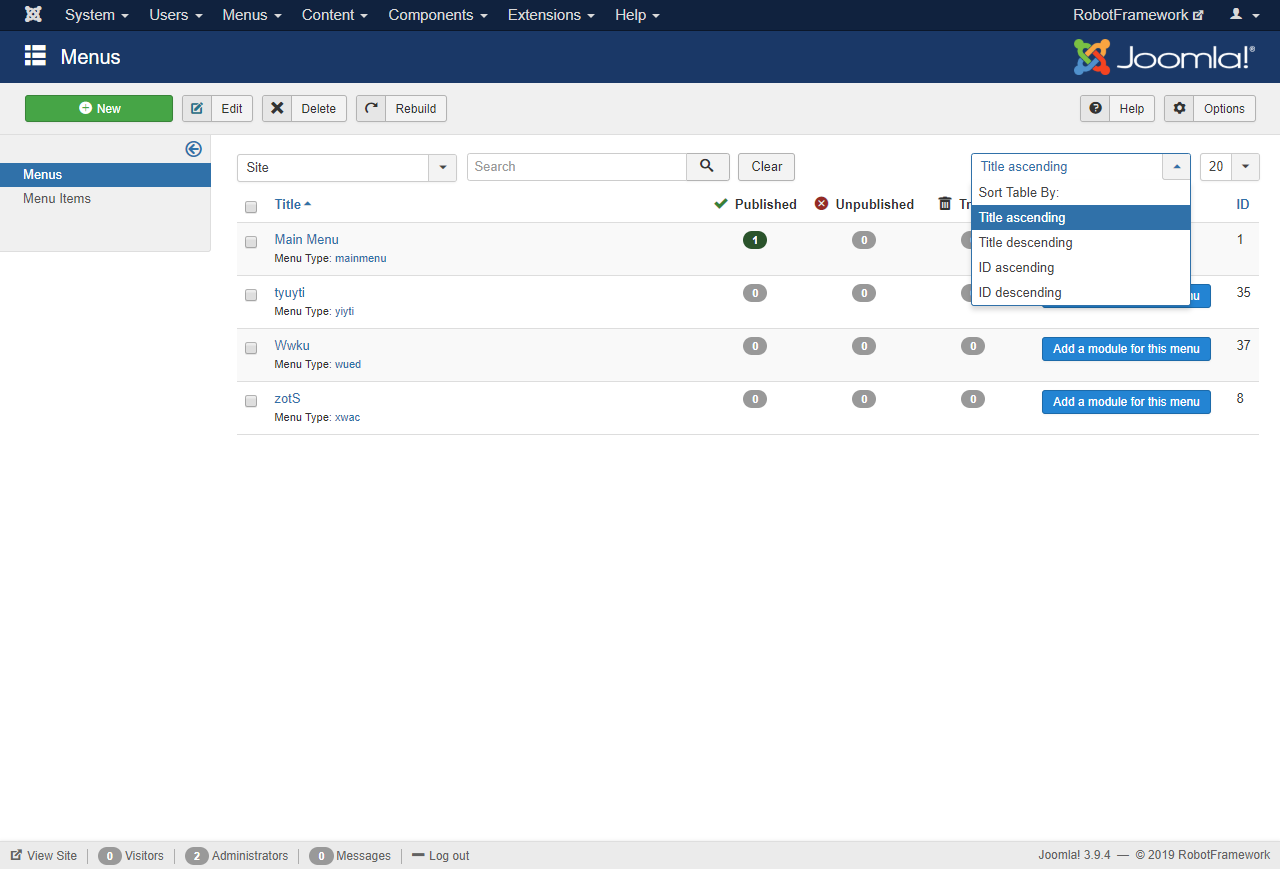 System Users Menus Content Components Extensions Help RobotFramework
Menus Joomla!®
New Edit Delete Rebuild Help Options
Menus
Menu Items
Site Search Clear Title ascending 20
Sort Table By:
Title ascending
Title descending
ID ascending
ID descending
Title Published Unpublished Tr ID
Main Menu 1 0 1
Menu Type: mainmenu
tyuyti 0 0 nu 35
Menu Type: yiyti
Wwku 0 0 0 Add a module for this menu 37
Menu Type: wued
zotS 0 0 0 Add a module for this menu 8
Menu Type: xwac
View Site 0 Visitors 2 Administrators 0 Messages Log out Joomla! 3.9.4 — © 2019 RobotFramework